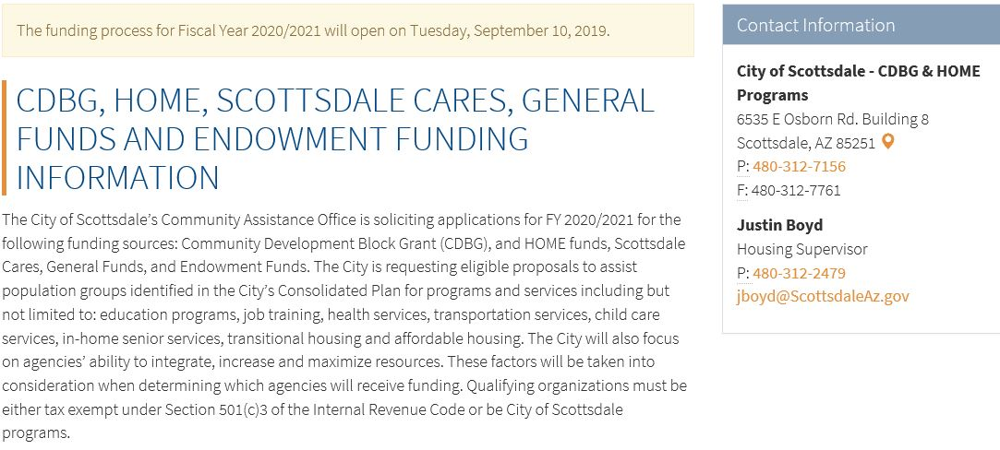 The funding process for Fiscal Year 2020/2021 will open on Tuesday, September 10, 2019.
CDBG, HOME, SCOTTSDALE CARES, GENERAL
FUNDS AND ENDOWMENT FUNDING
INFORMATION
The City of Scottsdale’s Community Assistance Office is soliciting applications for FY 2020/2021 for the
following funding sources: Community Development Block Grant (CDBG), and HOME funds, Scottsdale
Cares, General Funds, and Endowment Funds. The City is requesting eligible proposals to assist
population groups identified in the City’s Consolidated Plan for programs and services including but
not limited to: education programs, job training, health services, transportation services, child care
services, in-home senior services, transitional housing and affordable housing. The City will also focus
on agencies’ ability to integrate, increase and maximize resources. These factors will be taken into
consideration when determining which agencies will receive funding. Qualifying organizations must be
either tax exempt under Section 501(c)3 of the Internal Revenue Code or be City of Scottsdale
programs.
Contact Information
City of Scottsdale - CDBG & HOME
Programs
6535 E Osborn Rd. Building 8
Scottsdale, AZ 85251
P: 480-312-7156
F: 480-312-7761
Justin Boyd
Housing Supervisor
P: 480-312-2479
jboyd@ScottsdaleAz.gov